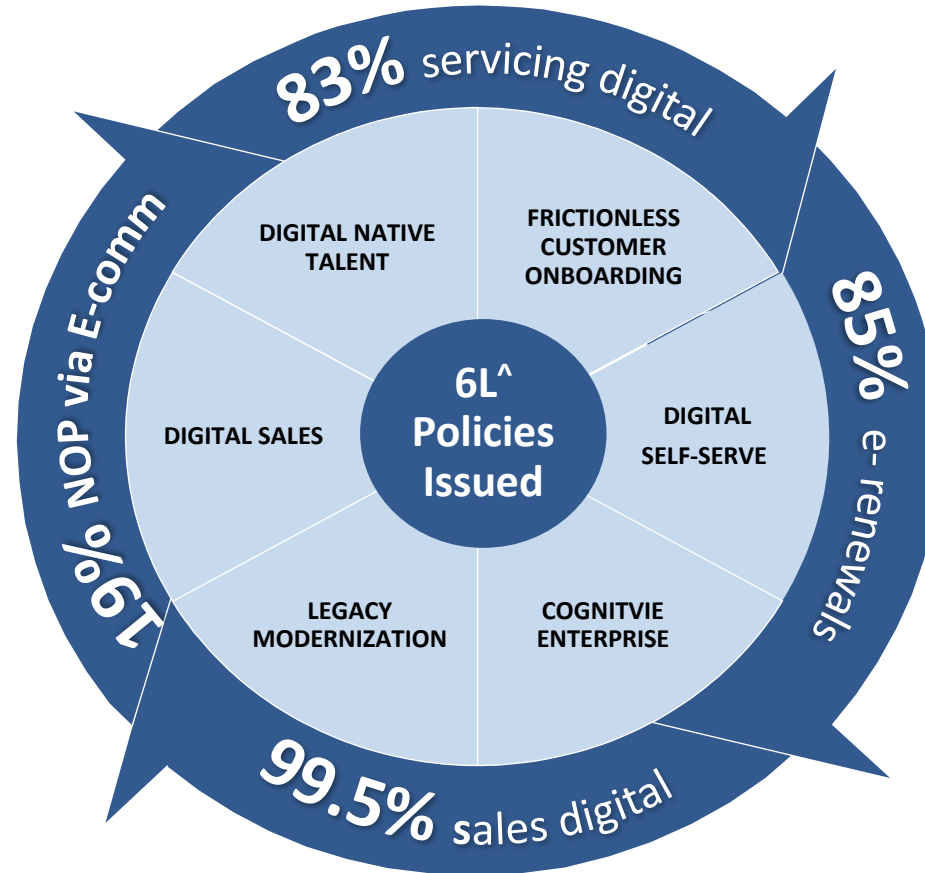 83% servicing digital
85% e- renewals
99.5% sales digital
19% NOP via E-comm
DIGITAL NATIVE
TALENT
FRICTIONLESS
CUSTOMER
ONBOARDING
DIGITAL SALES
6L^
Policies
Issued
DIGITAL
SELF-SERVE
LEGACY
MODERNIZATION
COGNITVIE
ENTERPRISE